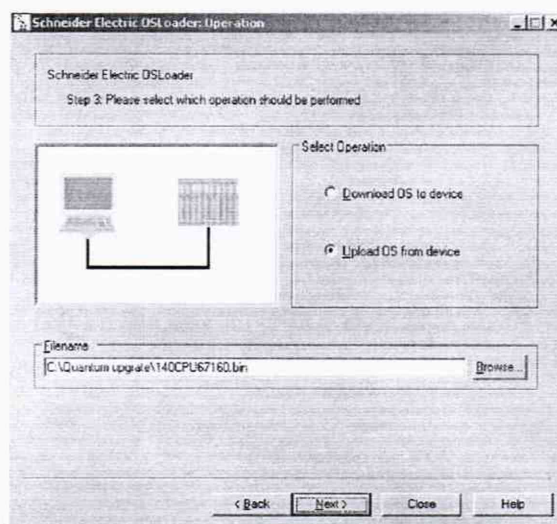 Schneider Electric OSLoader: Operation
Schneider Electric OSLoader
Step 3: Please select which operation should be performed
Select Operation
Download OS to device
Upload OS from device
Filename
C:\Quantum upgrate\140CPU67160.bin
Browse...
< Back
Next >
Close
Help